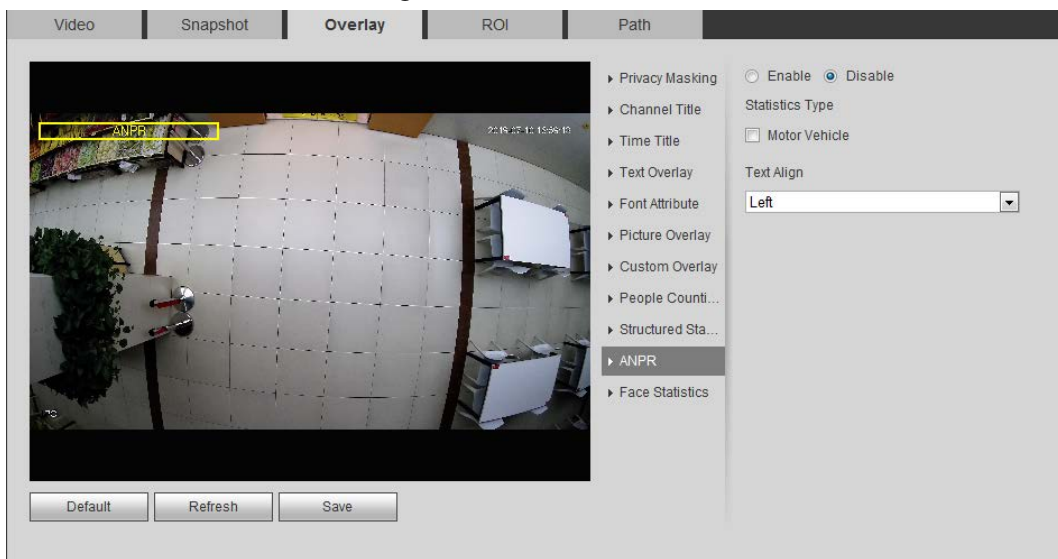 Video Snapshot Overlay ROI Path
ANPR
Privacy Masking
Channel Title
Time Title
Text Overlay
Font Attribute
Picture Overlay
Custom Overlay
People Counti...
Structured Sta...
ANPR
Face Statistics
Enable Disable
Statistics Type
Motor Vehicle
Text Align
Left
Default Refresh Save